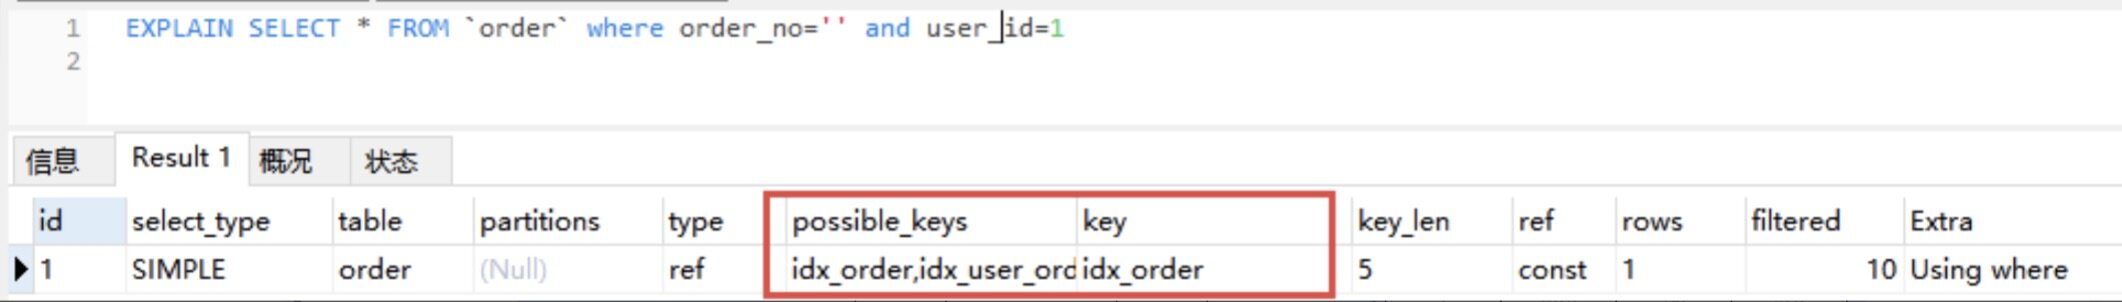 1 EXPLAIN SELECT * FROM `order` where order_no='' and user_id=1
2
信息 Result 1 概况 状态
id select_type table partitions type possible_keys key key_len ref rows filtered Extra
1 SIMPLE order (Null) ref idx_order,idx_user_ord idx_order 5 const 1 10 Using where